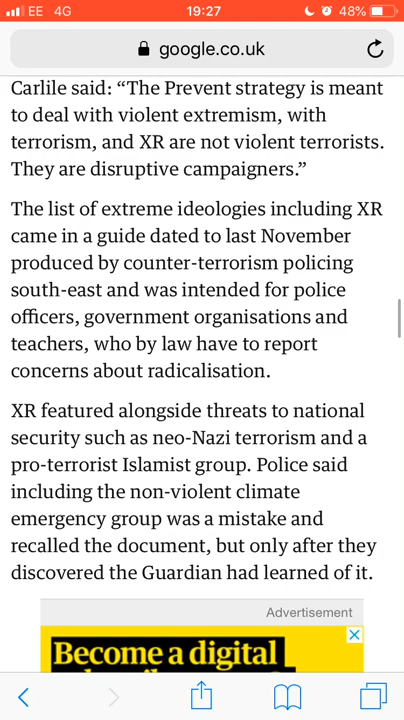 EE 4G 19:27 48%
google.co.uk
Carlile said: “The Prevent strategy is meant
to deal with violent extremism, with
terrorism, and XR are not violent terrorists.
They are disruptive campaigners.”
The list of extreme ideologies including XR
came in a guide dated to last November
produced by counter-terrorism policing
south-east and was intended for police
officers, government organisations and
teachers, who by law have to report
concerns about radicalisation.
XR featured alongside threats to national
security such as neo-Nazi terrorism and a
pro-terrorist Islamist group. Police said
including the non-violent climate
emergency group was a mistake and
recalled the document, but only after they
discovered the Guardian had learned of it.
Advertisement
Become a digital